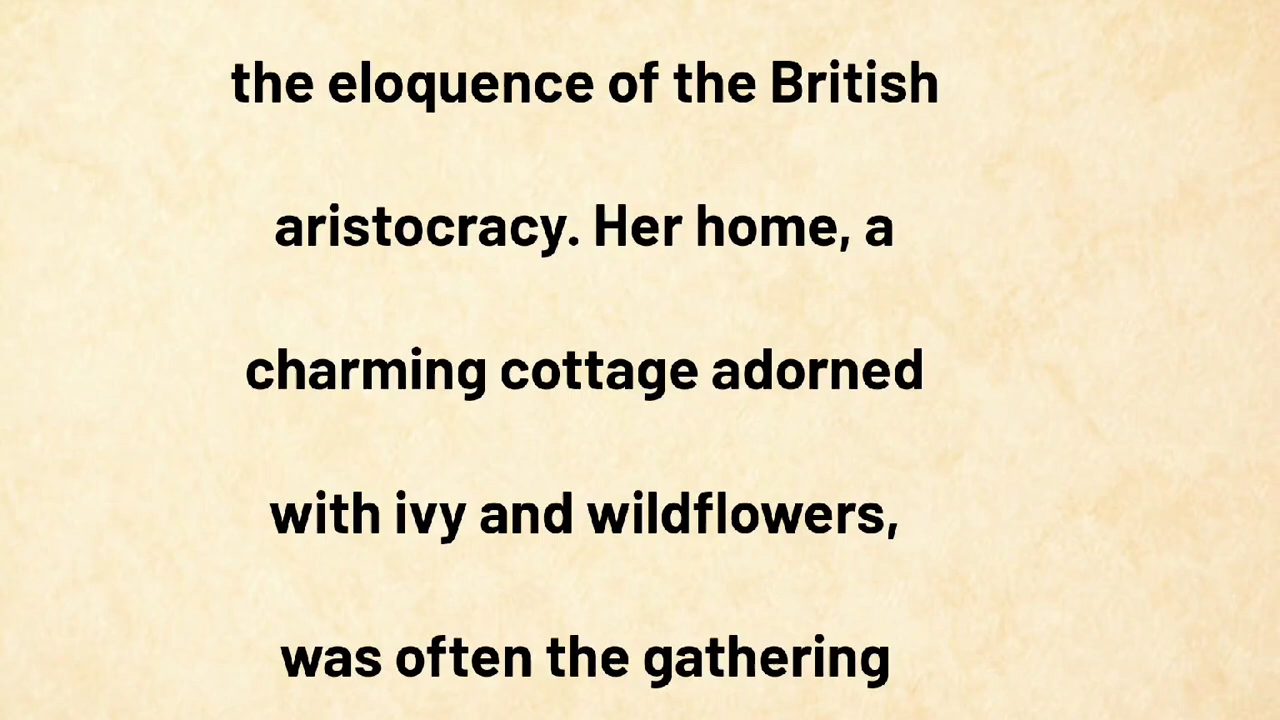 the eloquence of the British
aristocracy. Her home, a
charming cottage adorned
with ivy and wildflowers,
was often the gathering